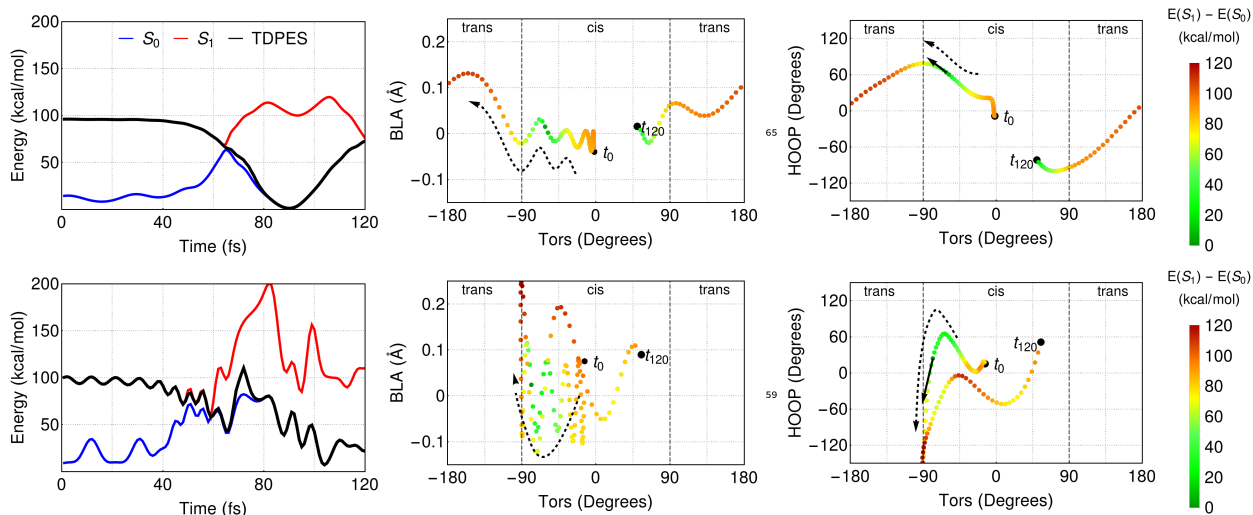 200
150
100
50
0
Energy (kcal/mol)
S₀ S₁ TDPES
0 40 80 120
Time (fs)
trans cis trans
0.2
0.1
0
−0.1
BLA (Å)
t₁₂₀
t₀
−180 −90 0 90 180
Tors (Degrees)
65
trans cis trans
120
60
0
−60
−120
HOOP (Degrees)
t₀
t₁₂₀
−180 −90 0 90 180
Tors (Degrees)
E(S₁) − E(S₀)
(kcal/mol)
120
100
80
60
40
20
0
200
150
100
50
Energy (kcal/mol)
0 40 80 120
Time (fs)
trans cis trans
0.2
0.1
0
−0.1
BLA (Å)
t₀
t₁₂₀
−180 −90 0 90 180
Tors (Degrees)
59
trans cis trans
120
60
0
−60
−120
HOOP (Degrees)
t₁₂₀
t₀
−180 −90 0 90 180
Tors (Degrees)
E(S₁) − E(S₀)
(kcal/mol)
120
100
80
60
40
20
0